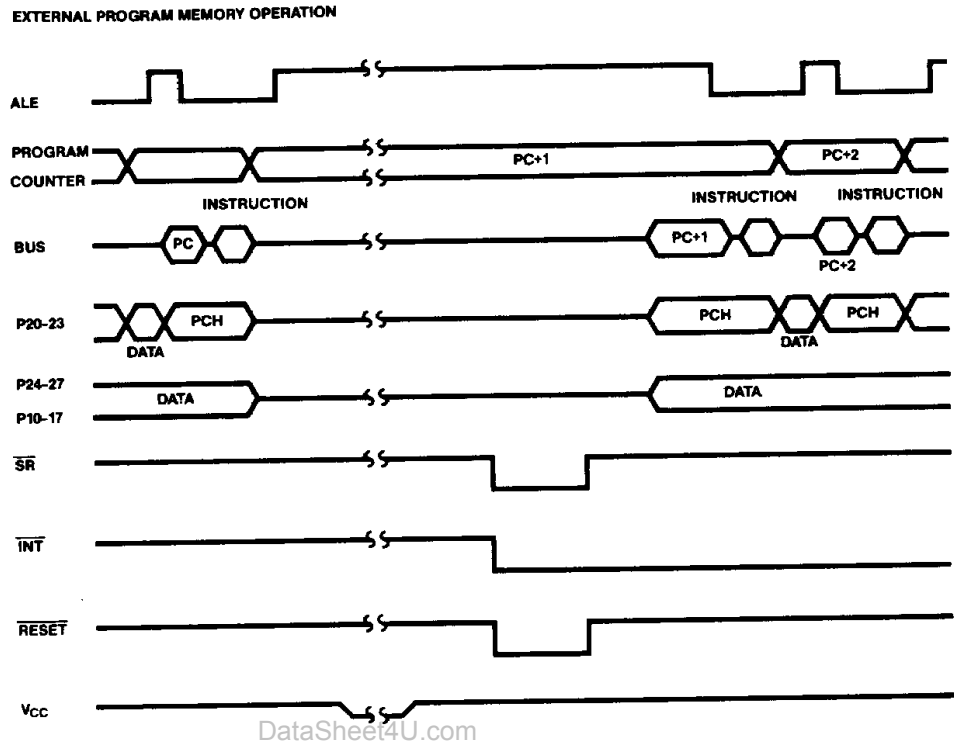 EXTERNAL PROGRAM MEMORY OPERATION
ALE
PROGRAM
COUNTER
PC+1
PC+2
INSTRUCTION
INSTRUCTION
INSTRUCTION
BUS
PC
PC+1
PC+2
P20-23
PCH
PCH
PCH
DATA
DATA
P24-27
P10-17
DATA
DATA
SR
INT
RESET
VCC
DataSheet4U.com